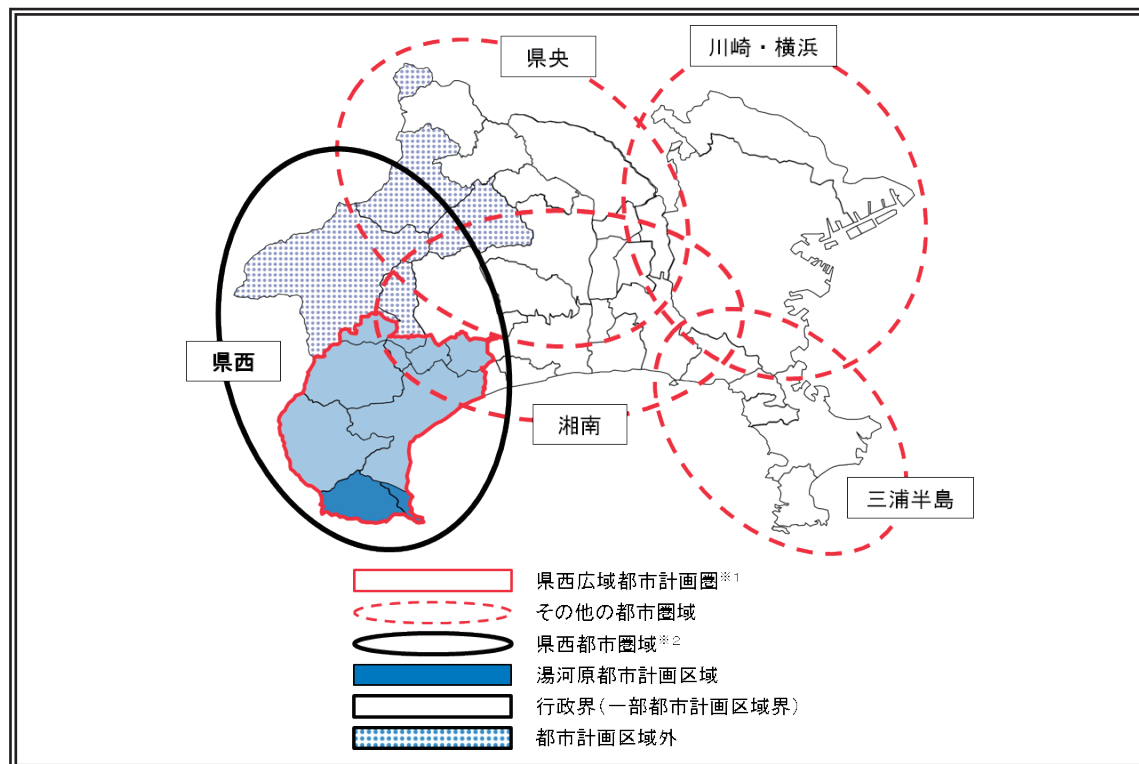 県央
川崎・横浜
県西
湘南
三浦半島
県西広域都市計画圏※1
その他の都市圏域
県西都市圏域※2
湯河原都市計画区域
行政界(一部都市計画区域界)
都市計画区域外